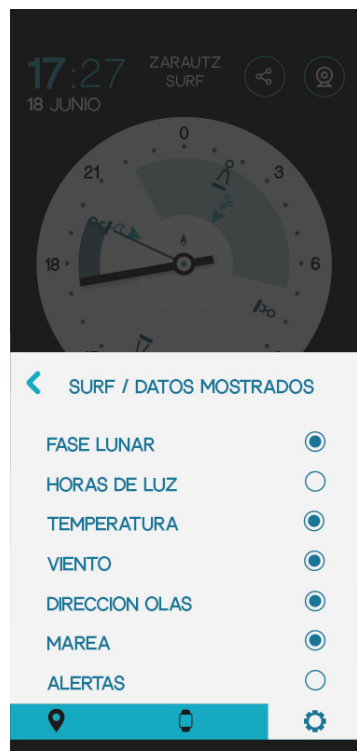 17:27
ZARAUTZ
SURF
18 JUNIO
0
21
3
18
6
SURF / DATOS MOSTRADOS
FASE LUNAR
HORAS DE LUZ
TEMPERATURA
VIENTO
DIRECCION OLAS
MAREA
ALERTAS